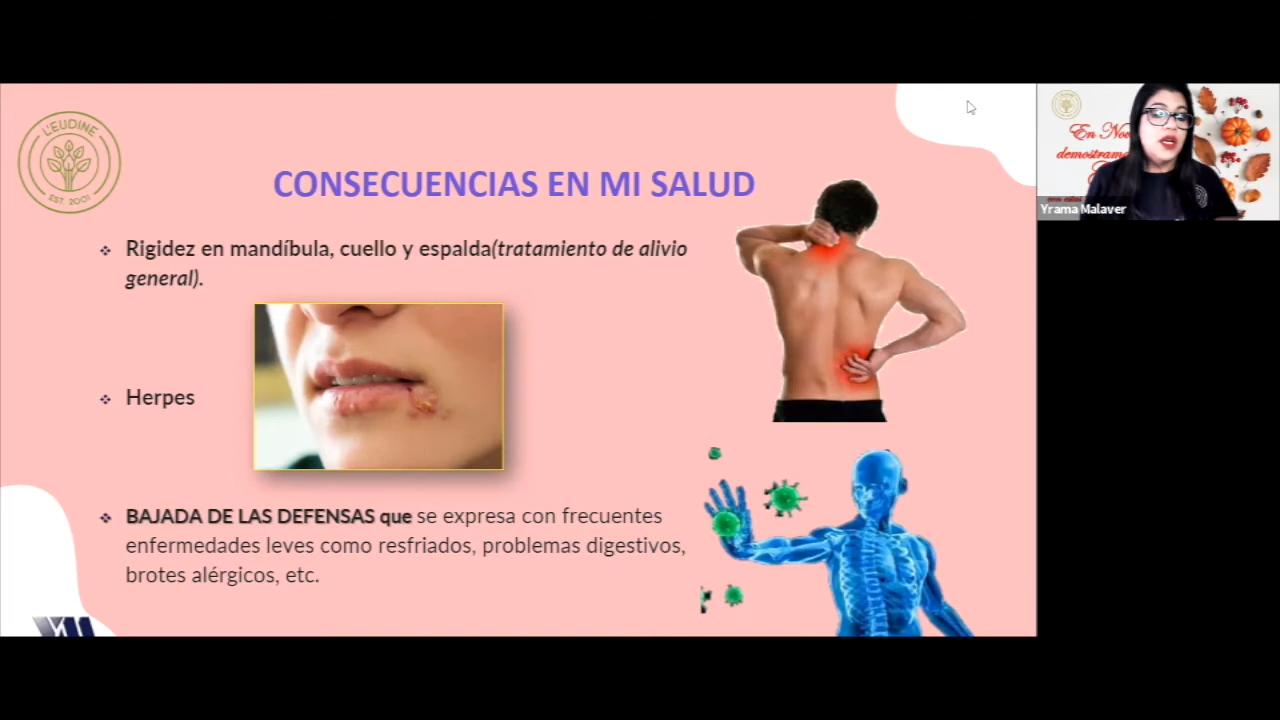 L'EUDINE
EST. 2001
CONSECUENCIAS EN MI SALUD
❖ Rigidez en mandíbula, cuello y espalda(tratamiento de alivio
general).
❖ Herpes
❖ BAJADA DE LAS DEFENSAS que se expresa con frecuentes
enfermedades leves como resfriados, problemas digestivos,
brotes alérgicos, etc.
En
Yrama Malaver